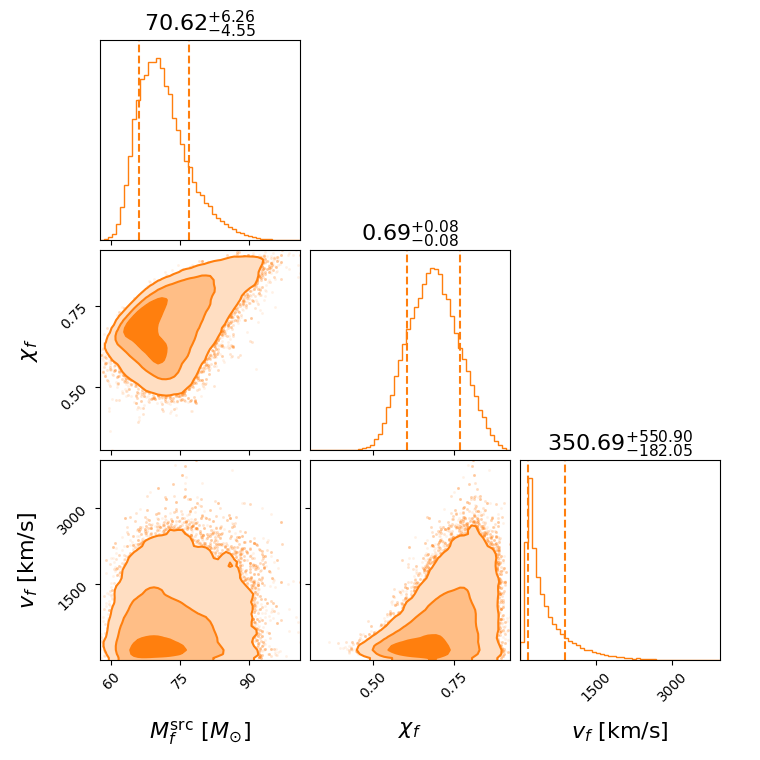 70.62^{+6.26}_{-4.55}
0.69^{+0.08}_{-0.08}
χ_f
0.75
0.50
350.69^{+550.90}_{-182.05}
v_f [km/s]
3000
1500
60 75 90
0.50 0.75
1500 3000
M_f^{src} [M_⊙]
χ_f
v_f [km/s]